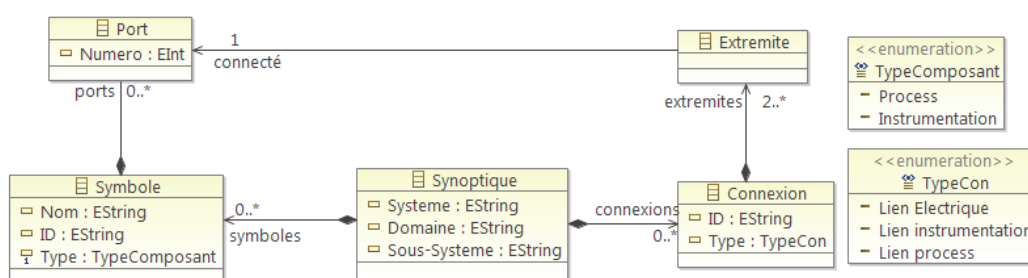 Port
Numero : EInt
1
connecté
Extremite
<<enumeration>>
TypeComposant
Process
Instrumentation
ports 0..*
extremites 2..*
Symbole
Nom : EString
ID : EString
Type : TypeComposant
0..*
symboles
Synoptique
Systeme : EString
Domaine : EString
Sous-Systeme : EString
connexions
0..*
Connexion
ID : EString
Type : TypeCon
<<enumeration>>
TypeCon
Lien Electrique
Lien instrumentation
Lien process